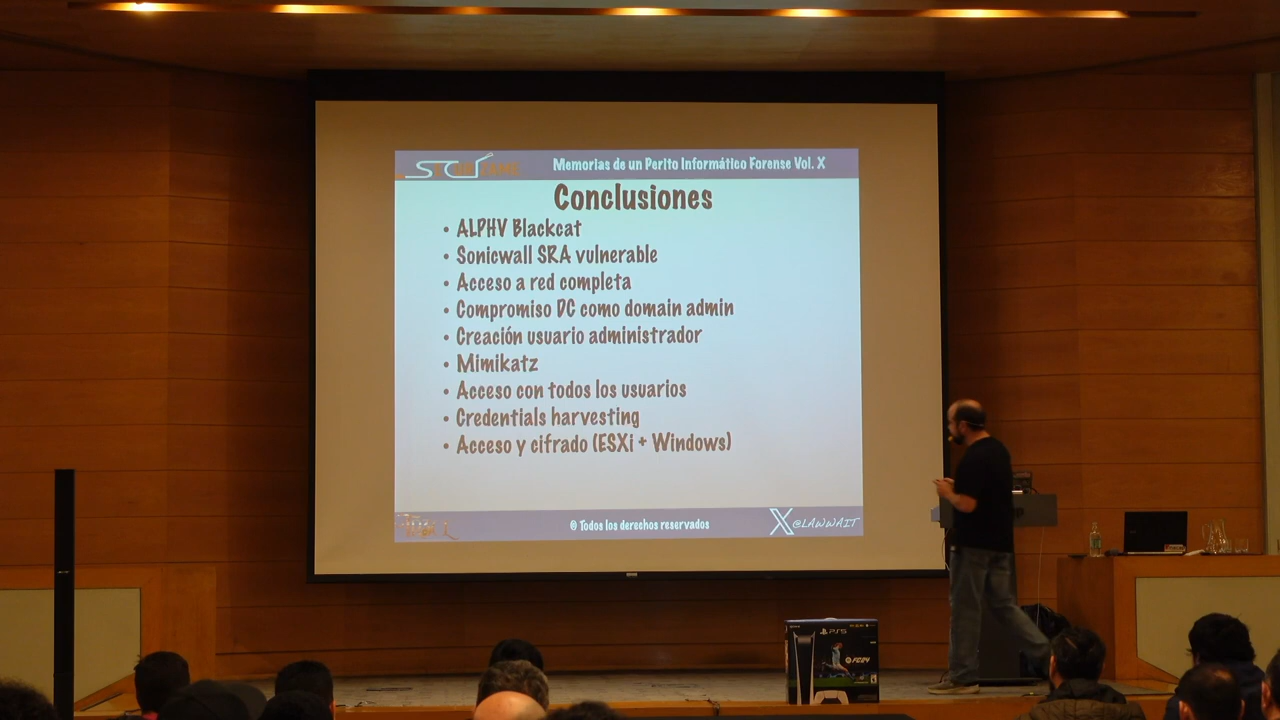 Memorias de un Perito Informático Forense Vol. X
Conclusiones
• ALPHV Blackcat
• Sonicwall SRA vulnerable
• Acceso a red completa
• Compromiso DC como domain admin
• Creación usuario administrador
• Mimikatz
• Acceso con todos los usuarios
• Credentials harvesting
• Acceso y cifrado (ESXi + Windows)
© Todos los derechos reservados
X @LAWWAIT
PS5
FC24